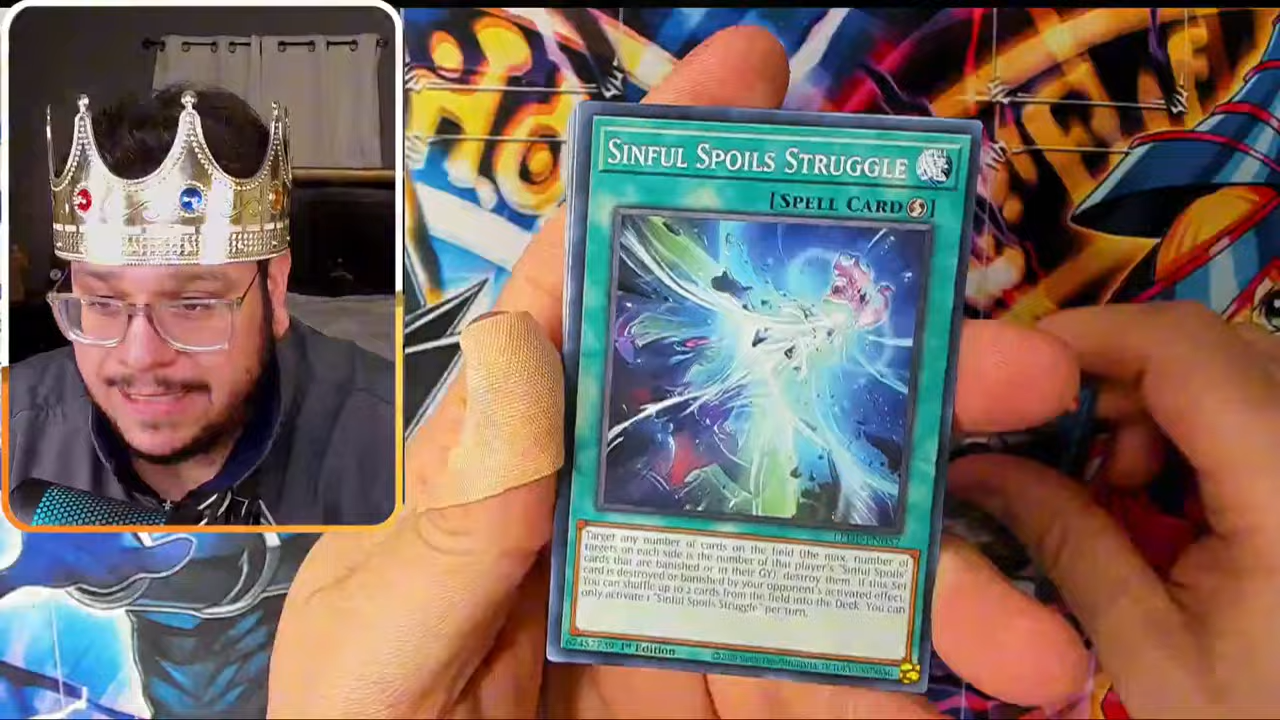 SINFUL SPOILS STRUGGLE
[SPELL CARD]
Target any number of cards on the field (the max. number of
targets on each side is the number of that player's "Sinful Spoils"
cards that are banished or in their GY); destroy them. If this Set
card is destroyed or banished by your opponent's activated effect:
You can shuffle up to 2 cards from the field into the Deck. You can
only activate 1 "Sinful Spoils Struggle" per turn.
67457739 1st Edition